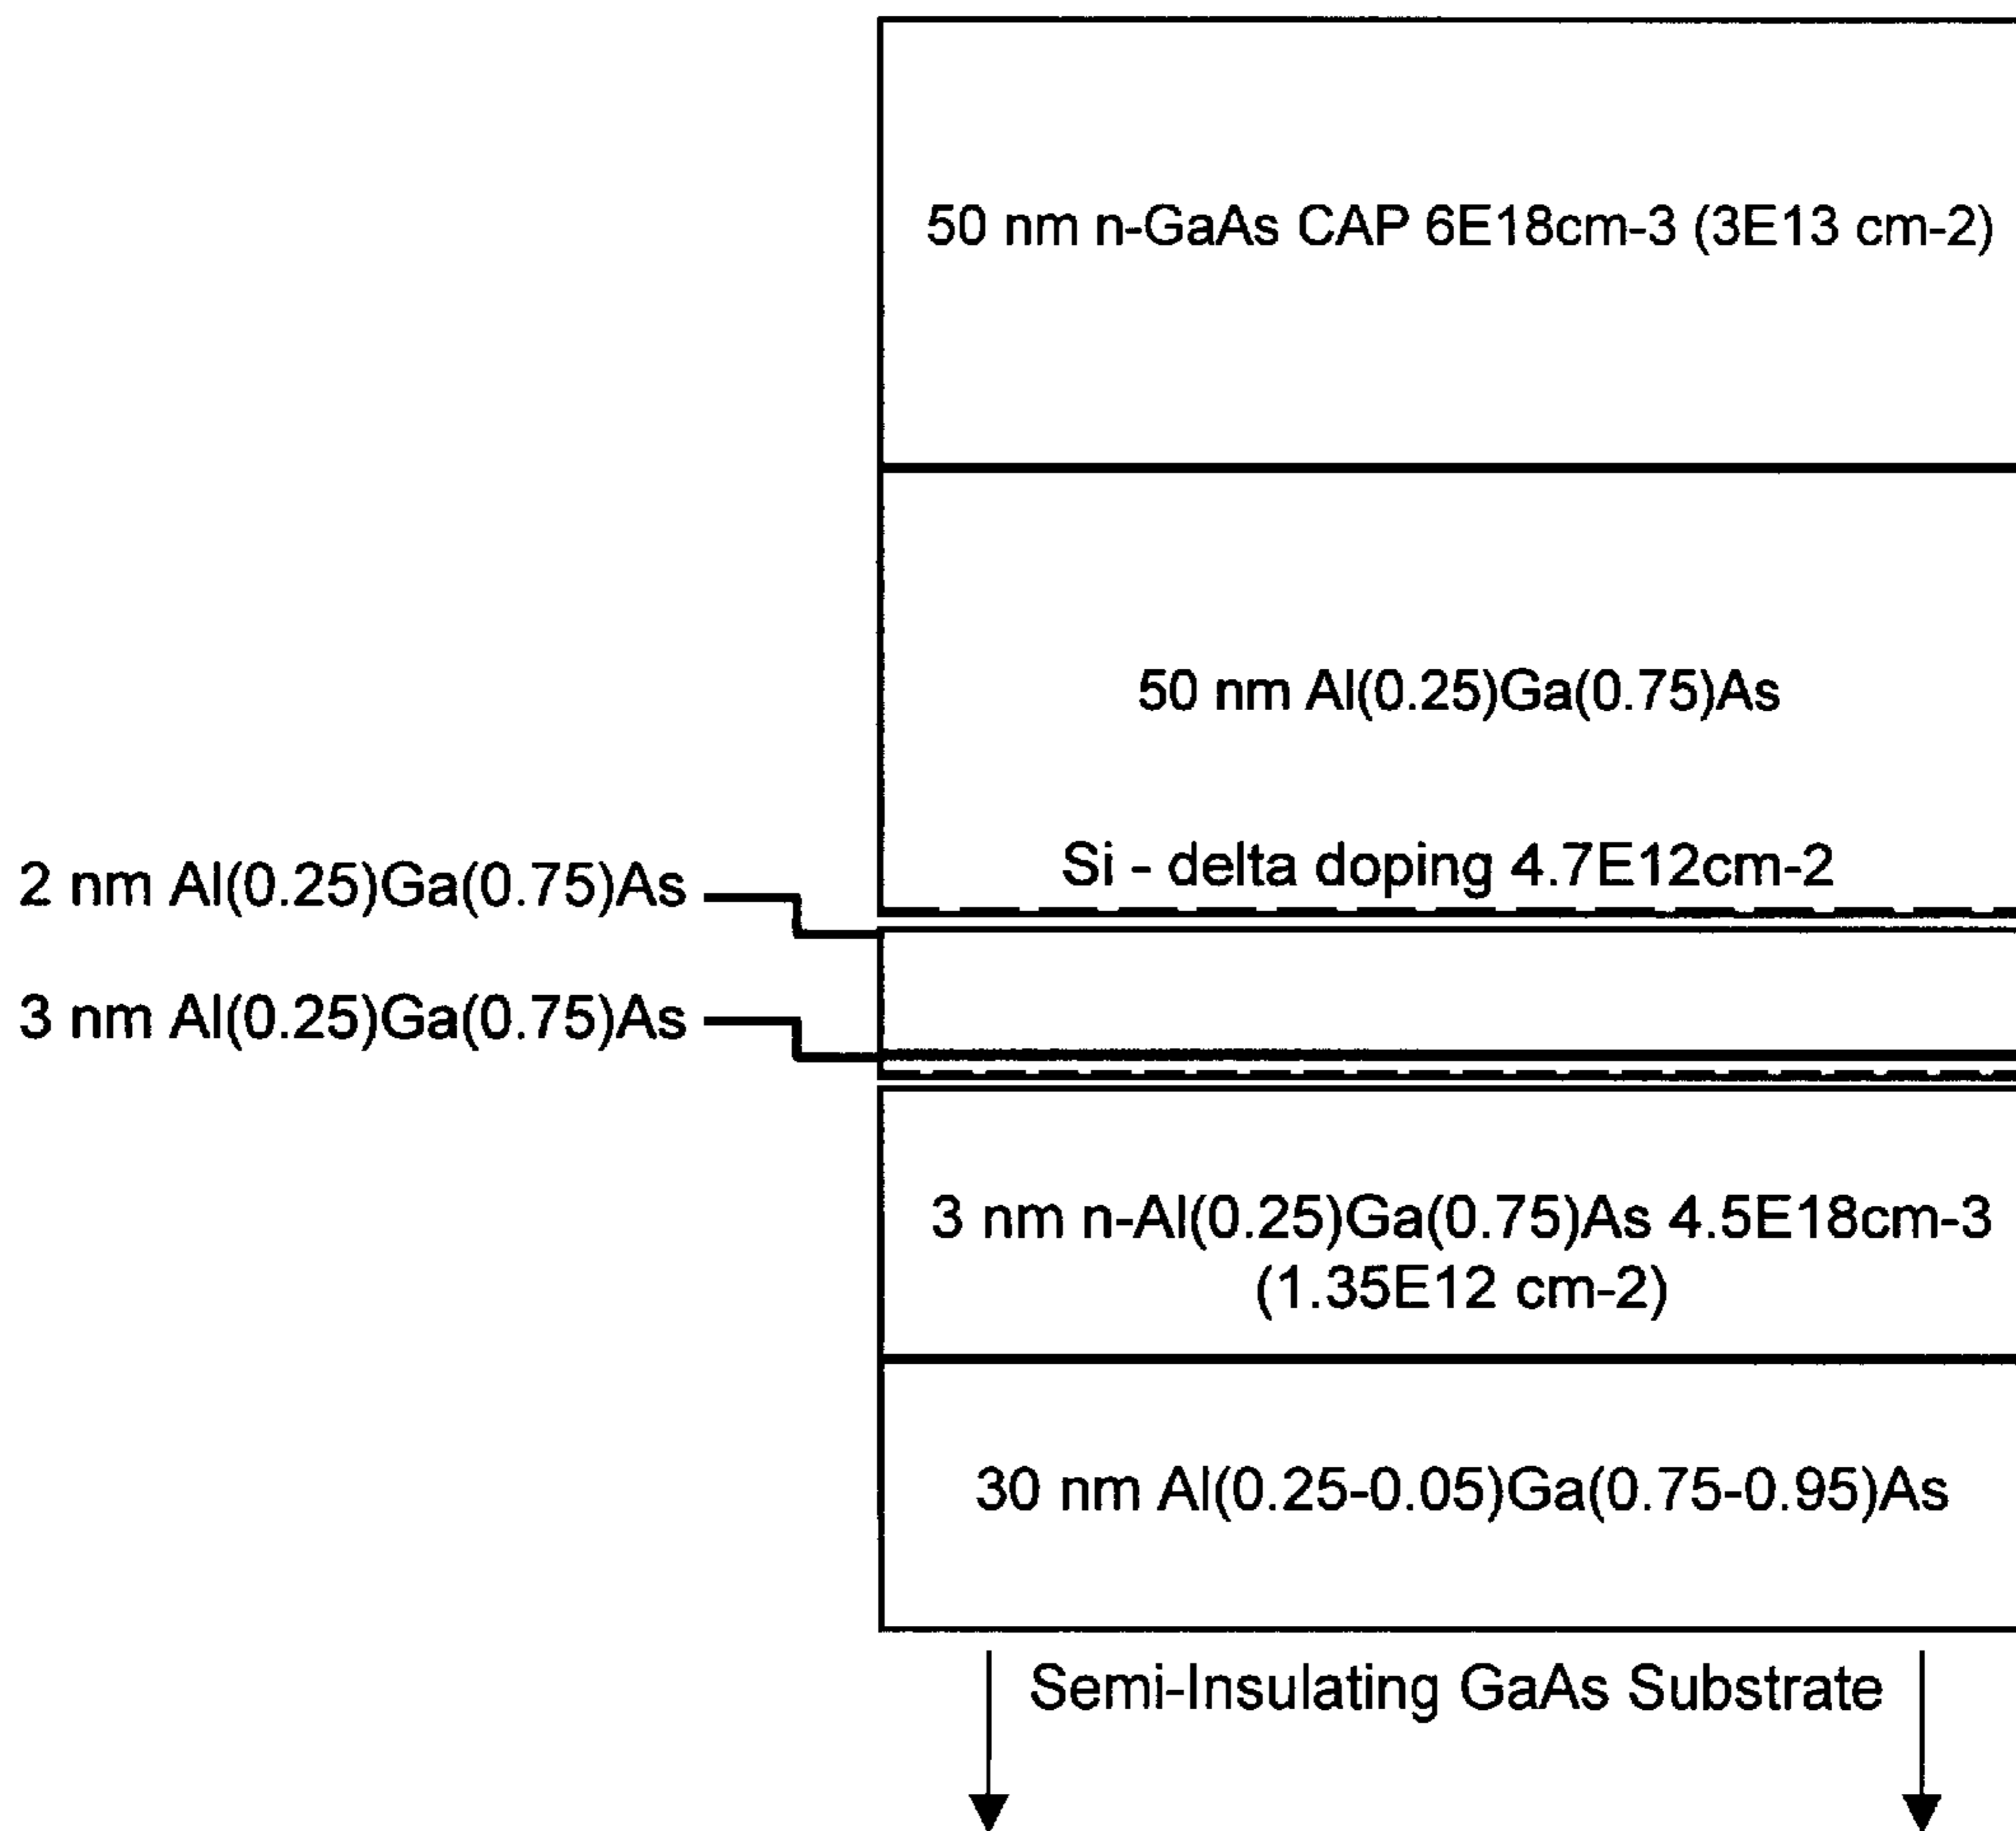 50 nm n-GaAs CAP 6E18cm-3 (3E13 cm-2)
50 nm Al(0.25)Ga(0.75)As
Si - delta doping 4.7E12cm-2
2 nm Al(0.25)Ga(0.75)As
3 nm Al(0.25)Ga(0.75)As
3 nm n-Al(0.25)Ga(0.75)As 4.5E18cm-3
(1.35E12 cm-2)
30 nm Al(0.25-0.05)Ga(0.75-0.95)As
Semi-Insulating GaAs Substrate